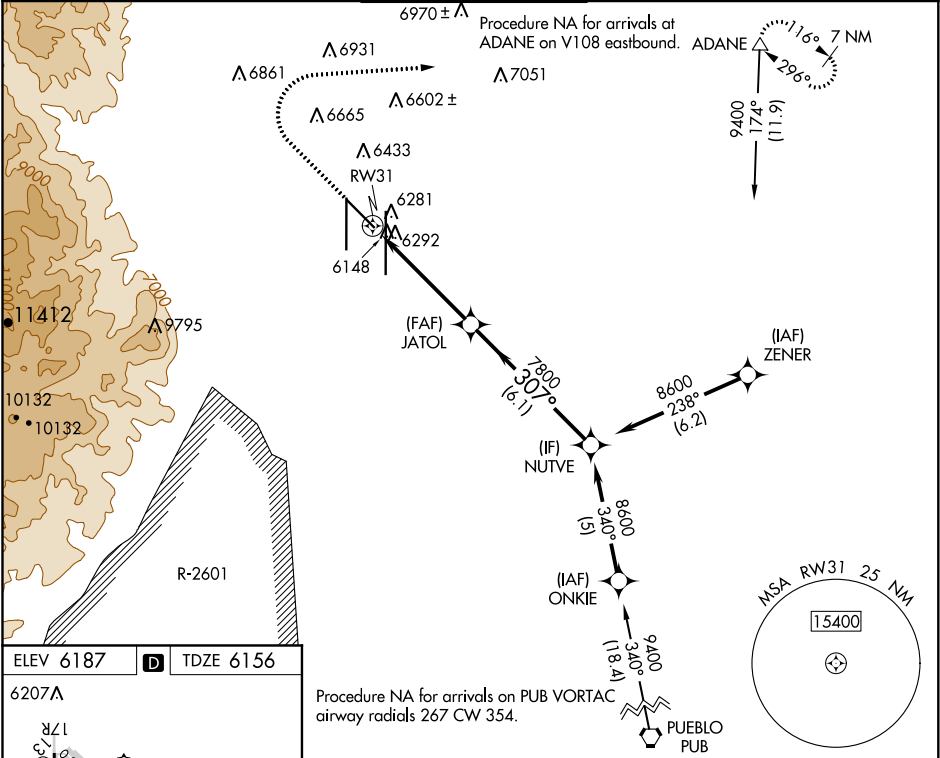 6970 ±
Procedure NA for arrivals at
ADANE on V108 eastbound.
ADANE
116°
7 NM
296°
6931
6861
7051
6602 ±
6665
9400
174°
(11.9)
6433
RW31
6281
6292
6148
9000
7000
11412
9795
(FAF)
JATOL
(IAF)
ZENER
7800
307°
(6.1)
8600
238°
(6.2)
10132
10132
(IF)
NUTVE
8600
340°
(5)
R-2601
(IAF)
ONKIE
MSA RW31 25 NM
15400
9400
340°
(18.4)
ELEV 6187
D
TDZE 6156
6207
17R
Procedure NA for arrivals on PUB VORTAC
airway radials 267 CW 354.
PUEBLO
PUB